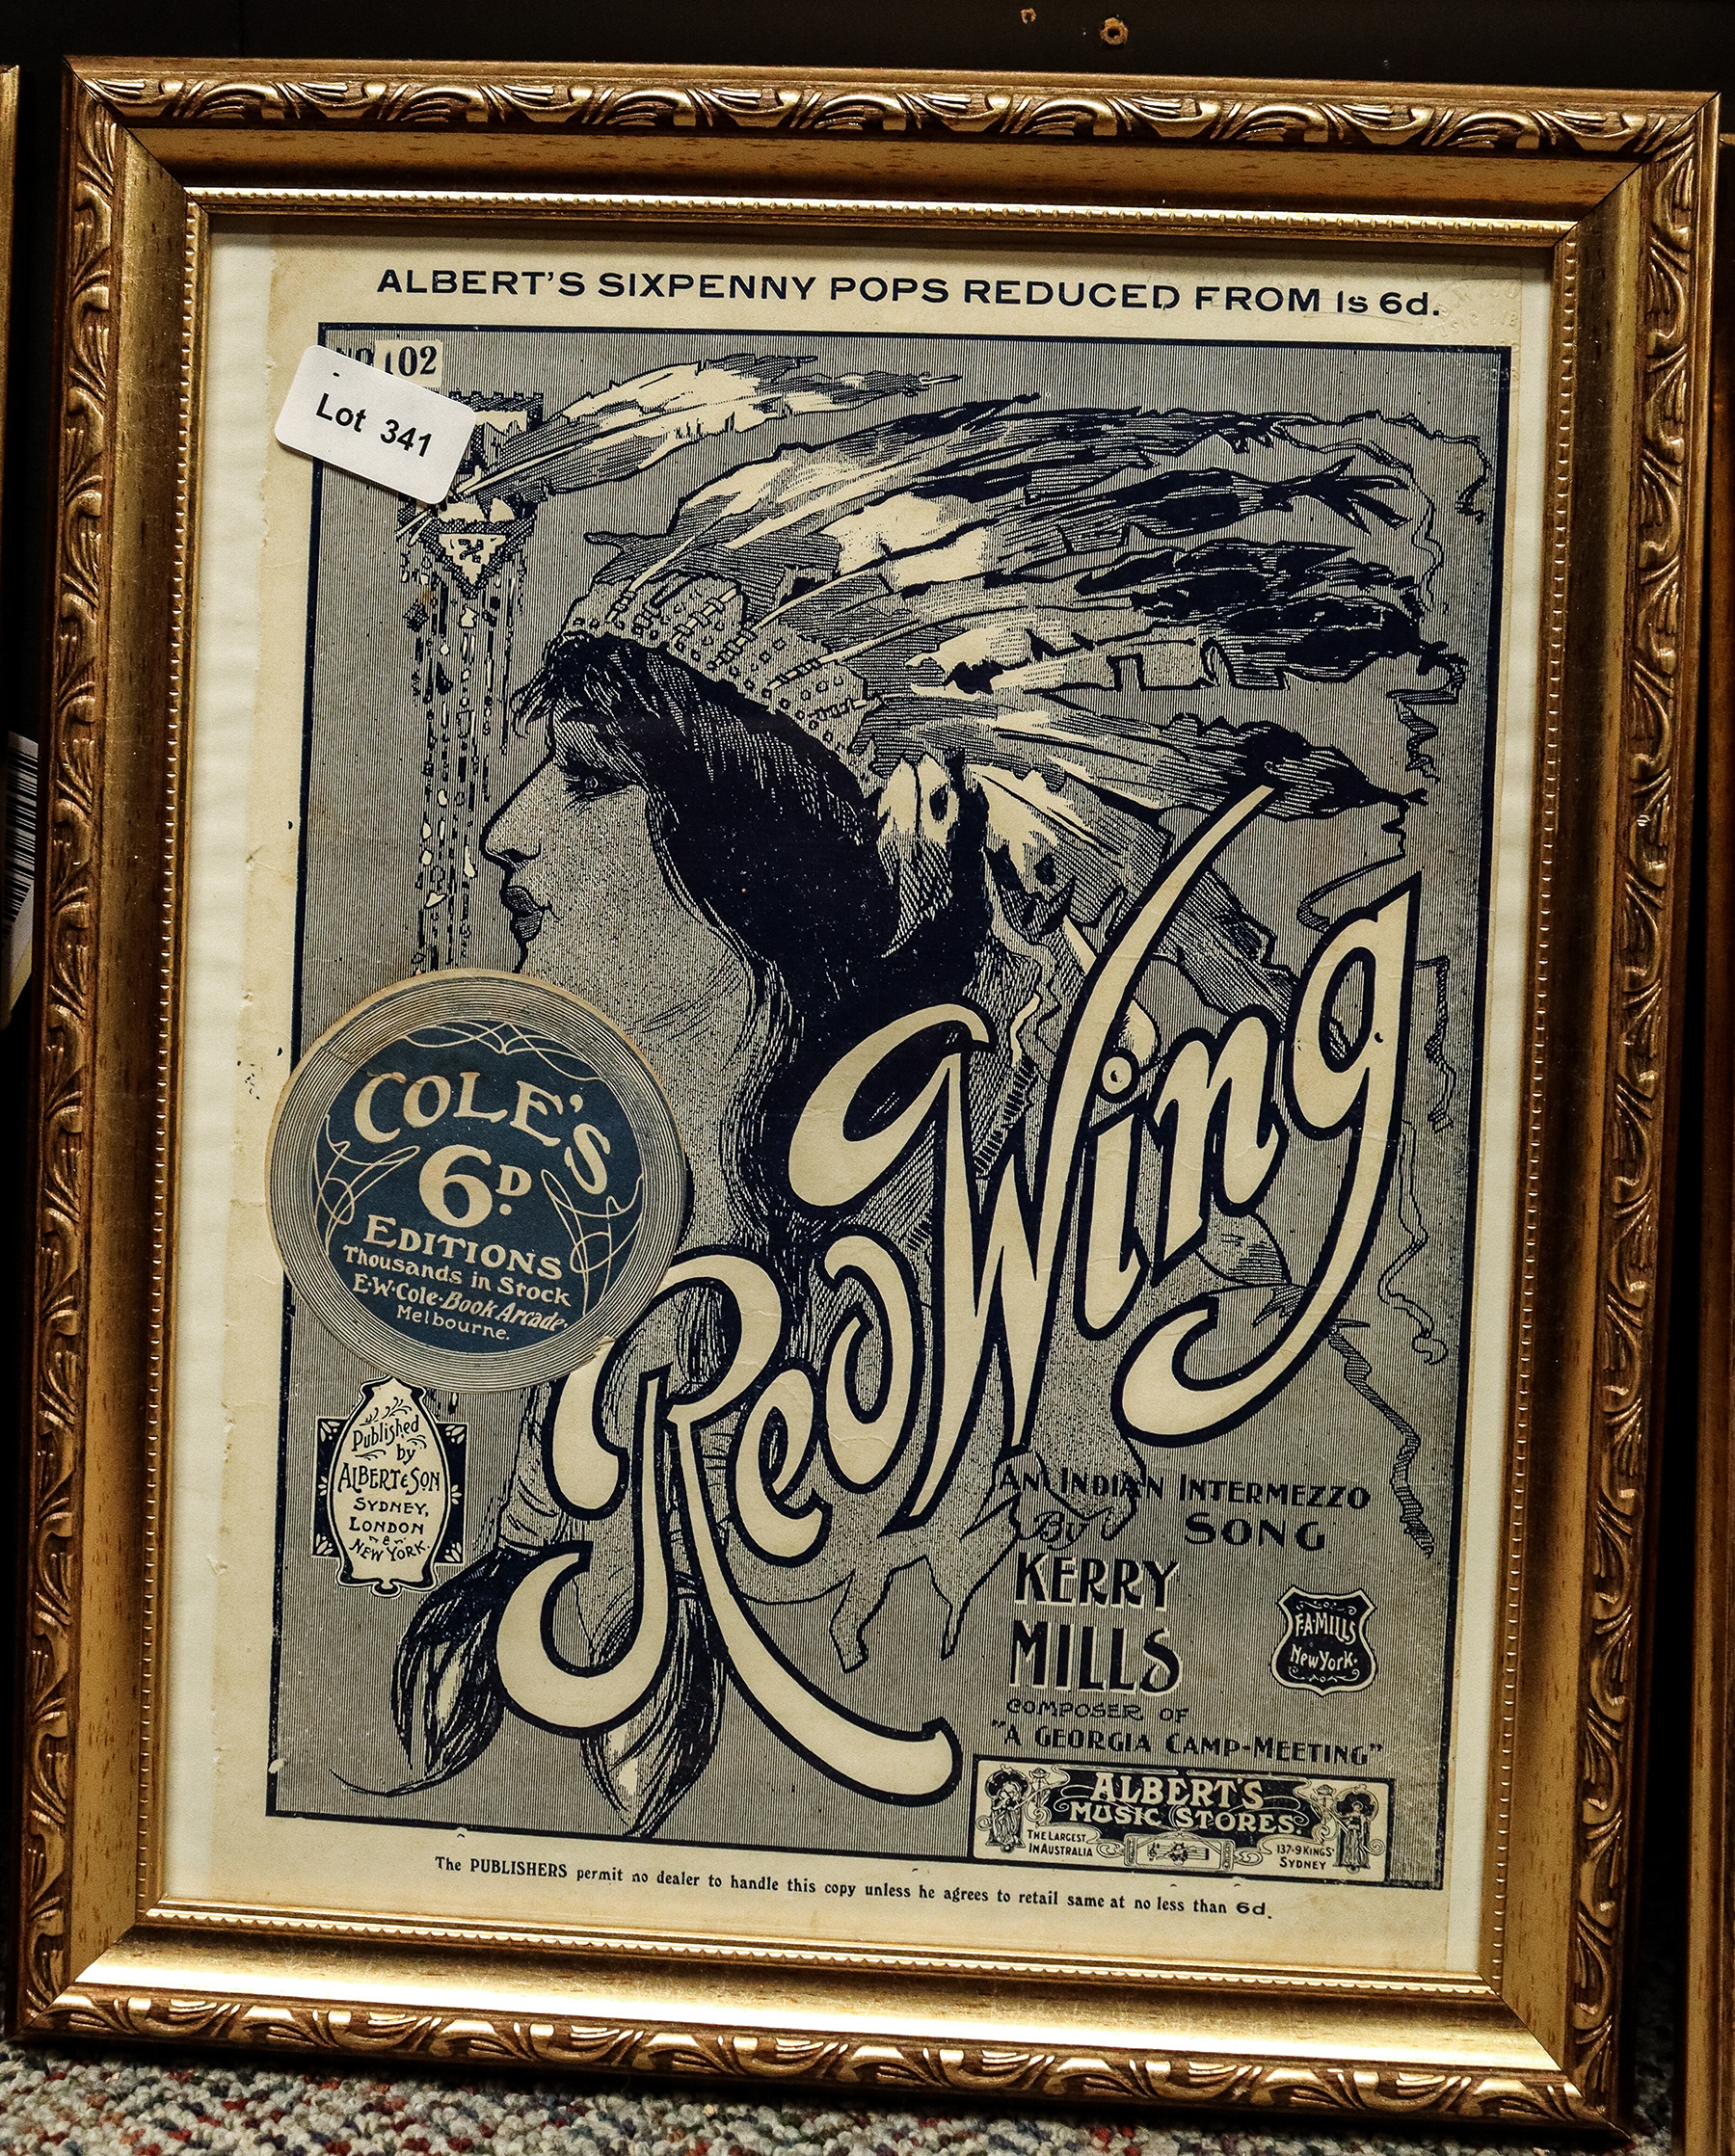 ALBERT'S SIXPENNY POPS REDUCED FROM 1s 6d.
No 102
Lot 341
COLE'S
6D.
EDITIONS
Thousands in Stock
E.W.Cole.Book Arcade.
Melbourne.
Red Wing
Published
by
ALBERT & SON
SYDNEY,
LONDON
NEW YORK.
AN INDIAN INTERMEZZO
By SONG
KERRY
MILLS
COMPOSER OF
"A GEORGIA CAMP-MEETING"
F.A.MILLS
New York.
ALBERT'S
MUSIC STORES.
THE LARGEST
IN AUSTRALIA
137-9 KING ST
SYDNEY
The PUBLISHERS permit no dealer to handle this copy unless he agrees to retail same at no less than 6d.